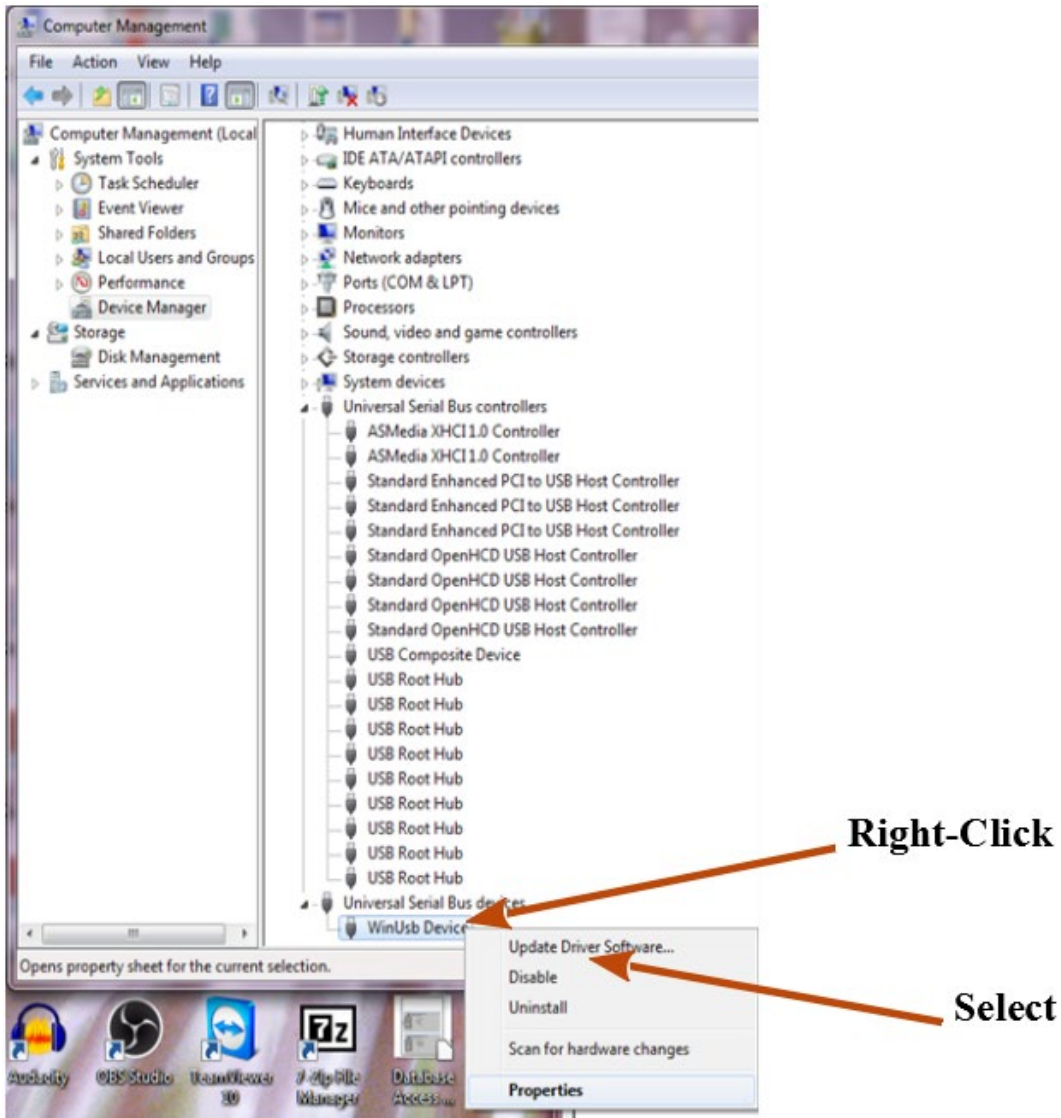 Computer Management
File Action View Help
Computer Management (Local
System Tools
Task Scheduler
Event Viewer
Shared Folders
Local Users and Groups
Performance
Device Manager
Storage
Disk Management
Services and Applications
Human Interface Devices
IDE ATA/ATAPI controllers
Keyboards
Mice and other pointing devices
Monitors
Network adapters
Ports (COM & LPT)
Processors
Sound, video and game controllers
Storage controllers
System devices
Universal Serial Bus controllers
ASMedia XHCI 1.0 Controller
ASMedia XHCI 1.0 Controller
Standard Enhanced PCI to USB Host Controller
Standard Enhanced PCI to USB Host Controller
Standard Enhanced PCI to USB Host Controller
Standard OpenHCD USB Host Controller
Standard OpenHCD USB Host Controller
Standard OpenHCD USB Host Controller
Standard OpenHCD USB Host Controller
USB Composite Device
USB Root Hub
USB Root Hub
USB Root Hub
USB Root Hub
USB Root Hub
USB Root Hub
USB Root Hub
USB Root Hub
USB Root Hub
Universal Serial Bus devices
WinUsb Device
Right-Click
Update Driver Software...
Disable
Uninstall
Scan for hardware changes
Properties
Select
Opens property sheet for the current selection.
Audacity
OBS Studio
TeamViewer
10
7z
7-Zip File
Manager
Database
Access ...